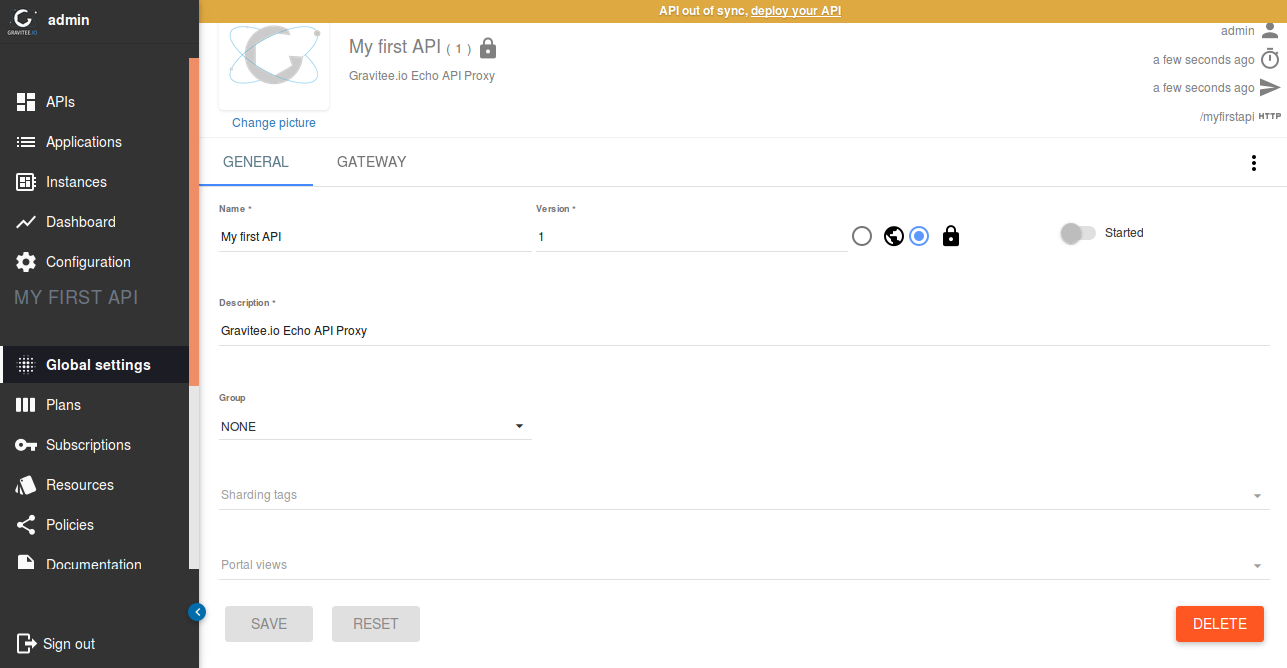 admin
GRAVITEE.IO
API out of sync, deploy your API
APIs
Applications
Instances
Dashboard
Configuration
MY FIRST API
Global settings
Plans
Subscriptions
Resources
Policies
Documentation
Sign out
My first API ( 1 )
Gravitee.io Echo API Proxy
Change picture
admin
a few seconds ago
a few seconds ago
/myfirstapi HTTP
GENERAL GATEWAY
Name * Version *
My first API 1 Started
Description *
Gravitee.io Echo API Proxy
Group
NONE
Sharding tags
Portal views
SAVE RESET DELETE